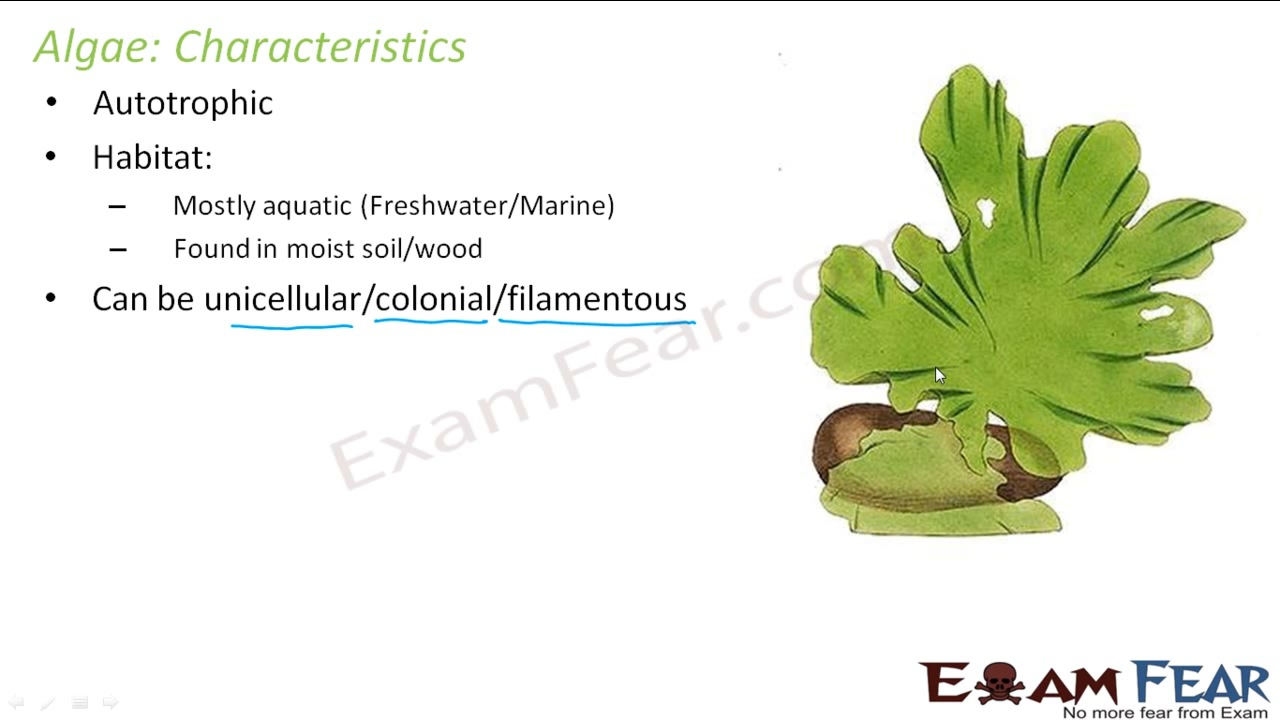 Algae: Characteristics
• Autotrophic
• Habitat:
– Mostly aquatic (Freshwater/Marine)
– Found in moist soil/wood
• Can be unicellular/colonial/filamentous
ExamFear.com
EXAM FEAR
No more fear from Exam